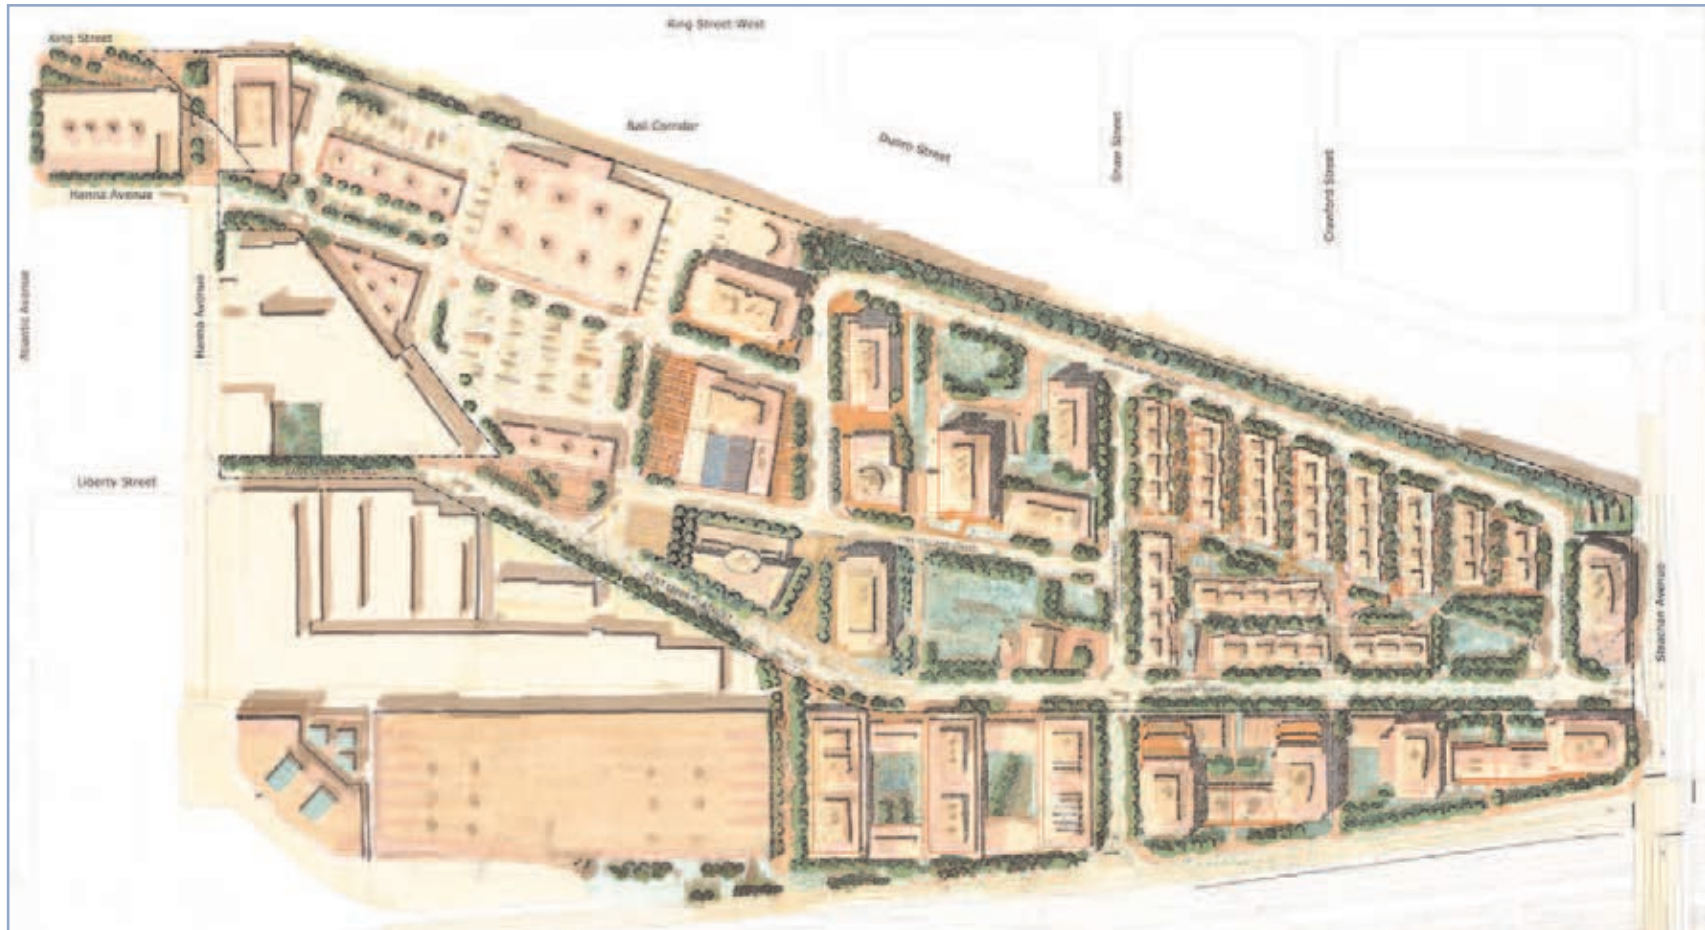 King Street West
King Street
Rail Corridor
Duoro Street
Shaw Street
Crawford Street
Hanna Avenue
Atlantic Avenue
Hanna Avenue
Liberty Street
Strachan Avenue